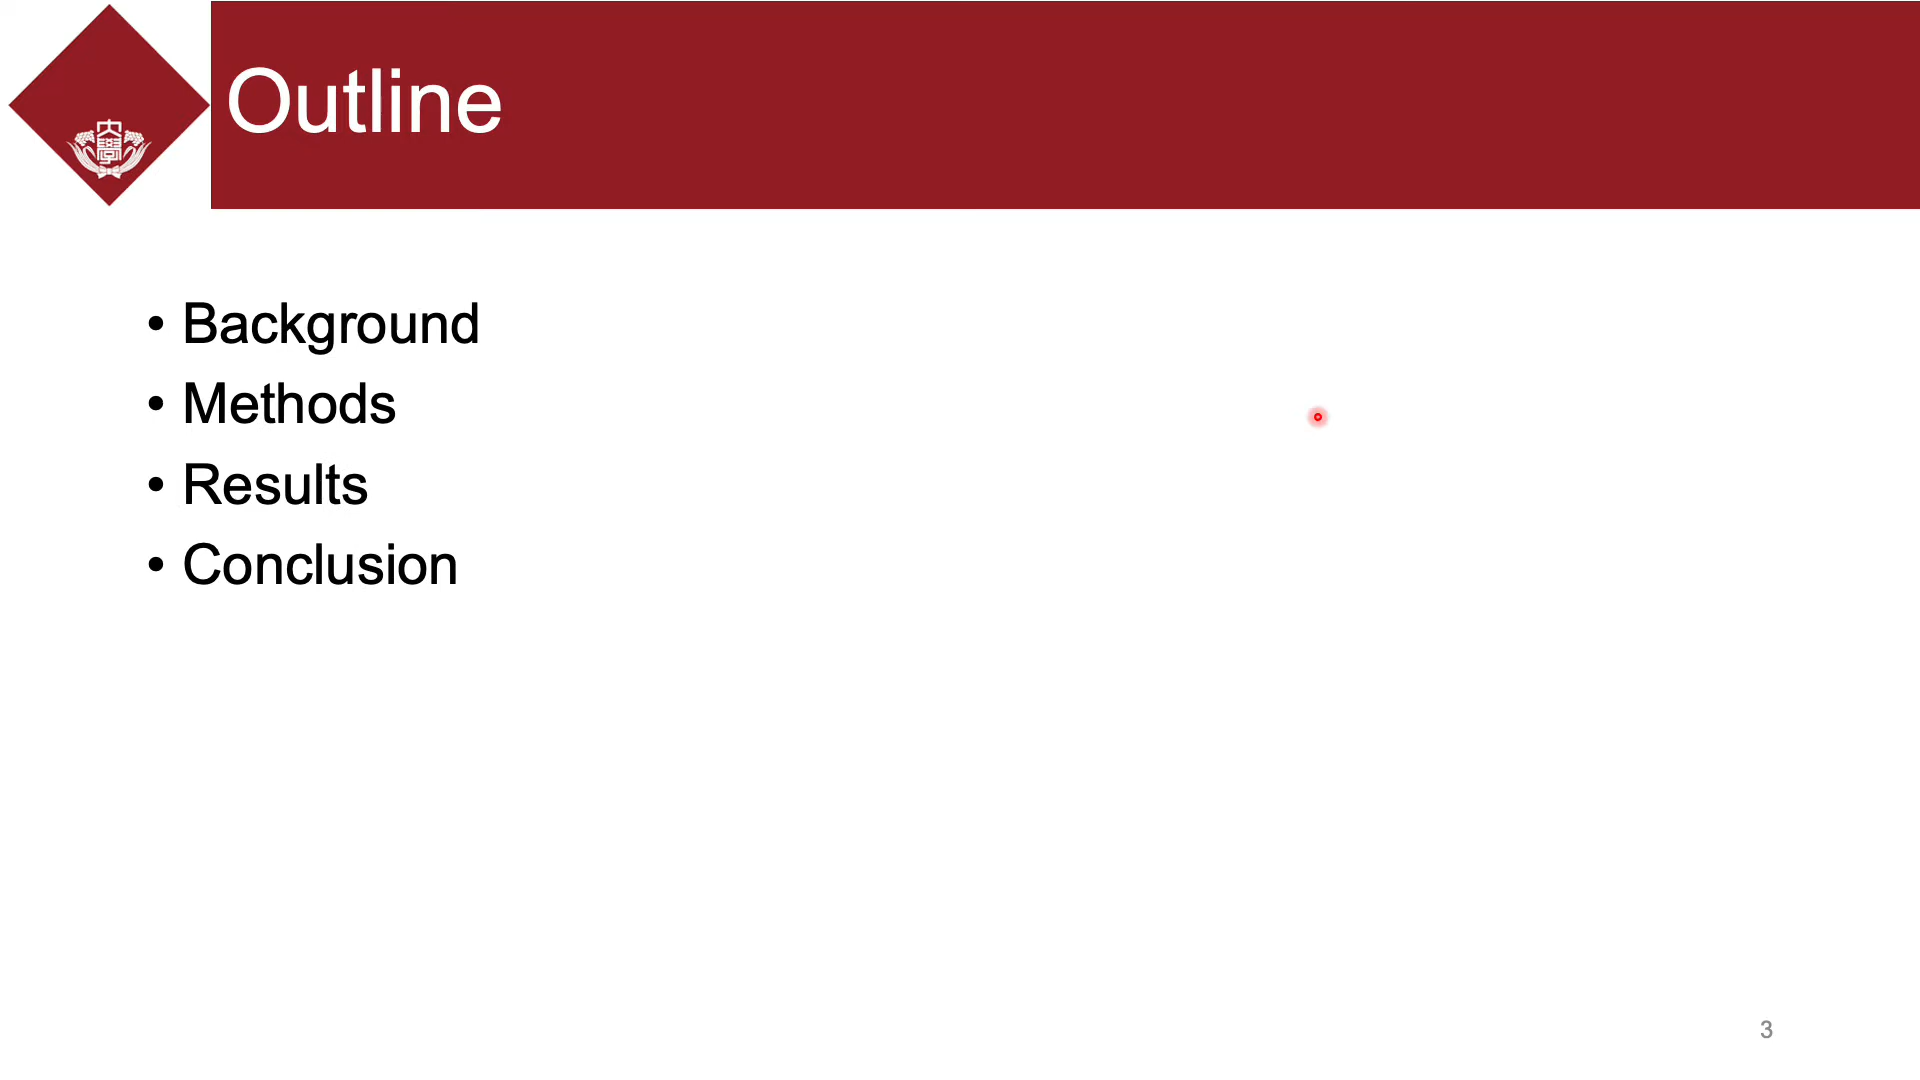 Outline
• Background
• Methods
• Results
• Conclusion
3